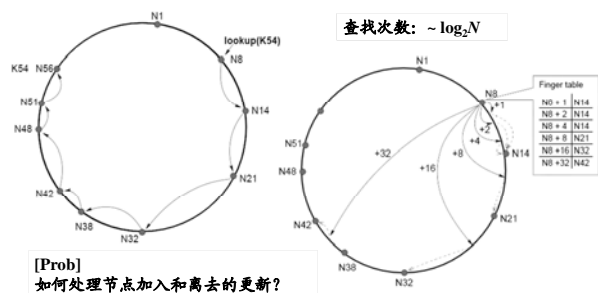 查找次数: ~ log₂N
N1
lookup(K54)
N8
K54
N56
N51
N48
N14
N21
N42
N38
N32
N1
N8
+1
+2
+4
+8
+16
+32
N14
N21
N32
N38
N42
N48
N51
Finger table
N8 + 1 N14
N8 + 2 N14
N8 + 4 N14
N8 + 8 N21
N8 +16 N32
N8 +32 N42
[Prob]
如何处理节点加入和离去的更新?